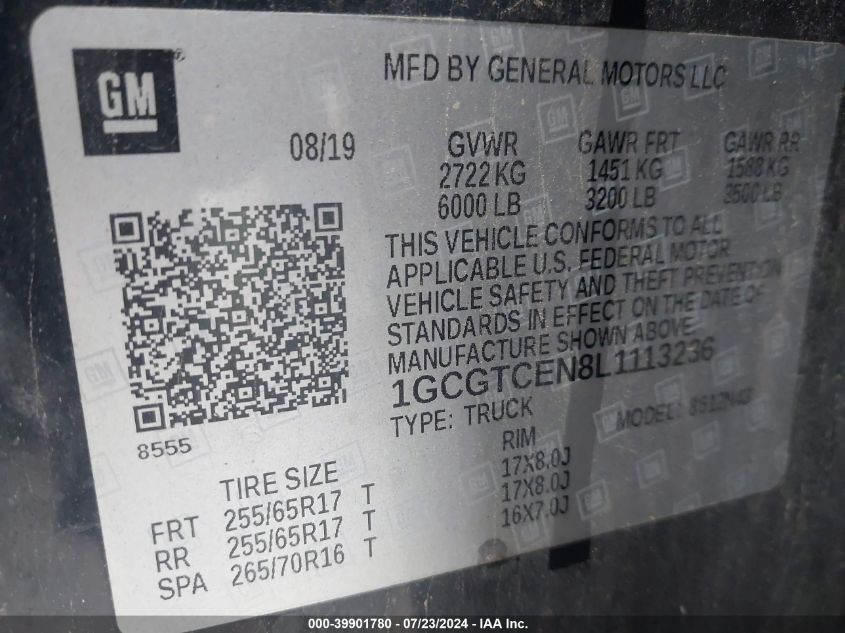 GM
MFD BY GENERAL MOTORS LLC
08/19 GVWR GAWR FRT GAWR RR
2722 KG 1451 KG 1588 KG
6000 LB 3200 LB 3500 LB
THIS VEHICLE CONFORMS TO ALL
APPLICABLE U.S. FEDERAL MOTOR
VEHICLE SAFETY AND THEFT PREVENTION
STANDARDS IN EFFECT ON THE DATE OF
MANUFACTURE SHOWN ABOVE.
1GCGTCEN8L1113236
TYPE: TRUCK MODEL:
8555
TIRE SIZE RIM
FRT 255/65R17 T 17X8.0J
RR 255/65R17 T 17X8.0J
SPA 265/70R16 T 16X7.0J
000-39901780 - 07/23/2024 - IAA Inc.